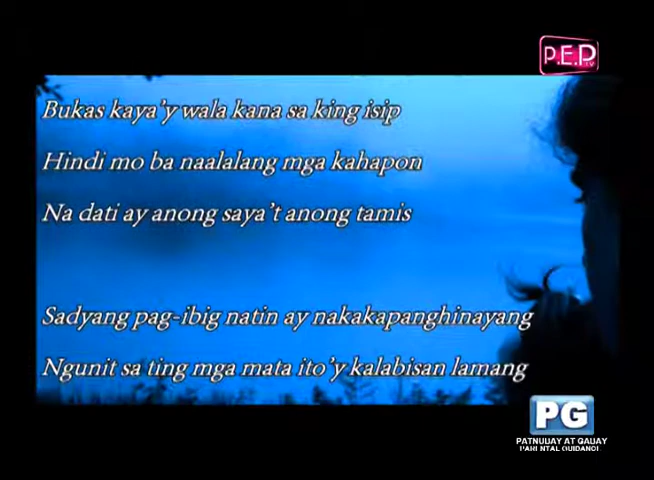 P.E.P
TV
Bukas kaya'y wala kana sa king isip
Hindi mo ba naalalang mga kahapon
Na dati ay anong saya't anong tamis
Sadyang pag-ibig natin ay nakakapanghinayang
Ngunit sa ting mga mata ito'y kalabisan lamang
PG
PATNUBAY AT GABAY